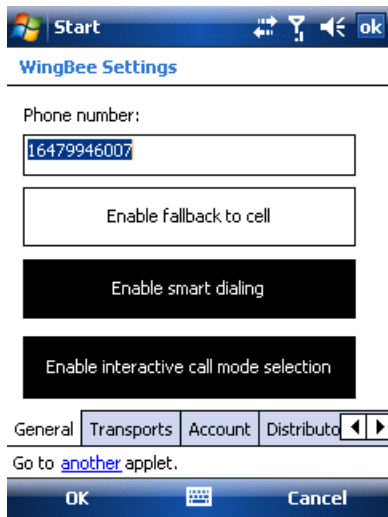 Start ok
WingBee Settings
Phone number:
16479946007
Enable fallback to cell
Enable smart dialing
Enable interactive call mode selection
General Transports Account Distributo
Go to another applet.
OK Cancel